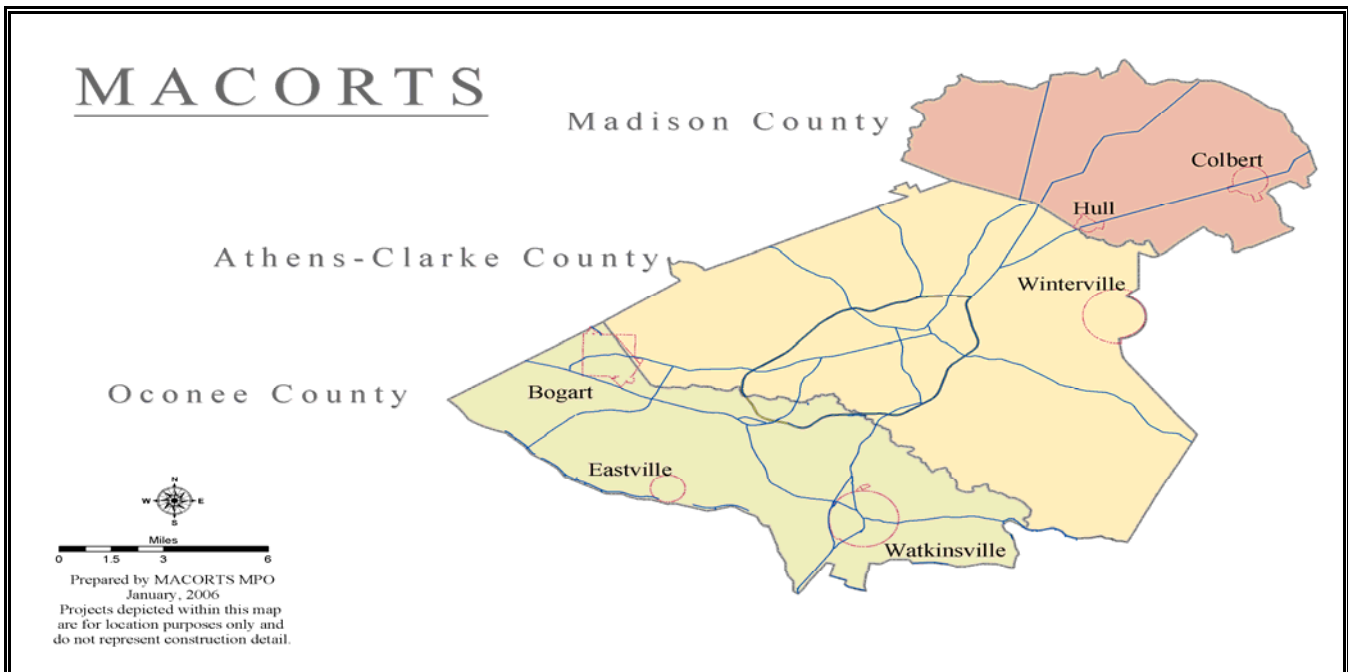 MACORTS
Madison County
Colbert
Hull
Athens-Clarke County
Winterville
Oconee County
Bogart
Eastville
Watkinsville
N
W E
S
Miles
0 1.5 3 6
Prepared by MACORTS MPO
January, 2006
Projects depicted within this map
are for location purposes only and
do not represent construction detail.